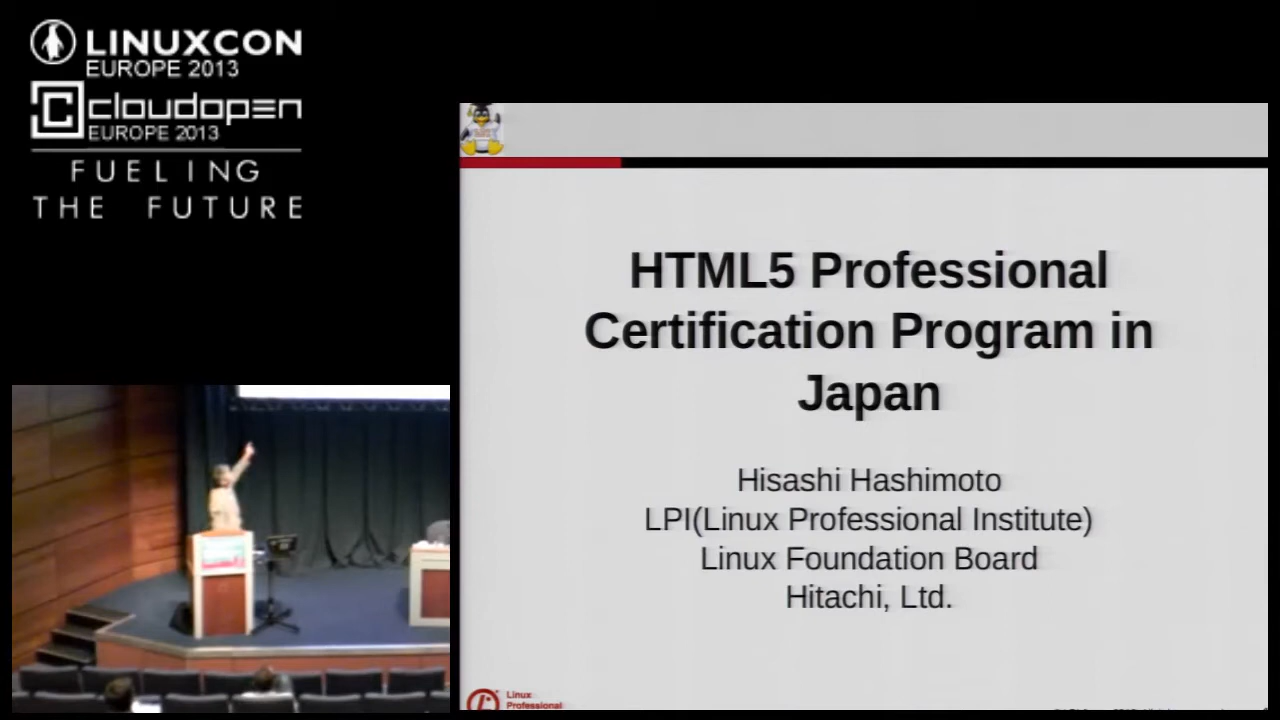 LINUXCON
EUROPE 2013
cloudopen
EUROPE 2013
FUELING
THE FUTURE
HTML5 Professional
Certification Program in
Japan
Hisashi Hashimoto
LPI(Linux Professional Institute)
Linux Foundation Board
Hitachi, Ltd.
Linux
Professional